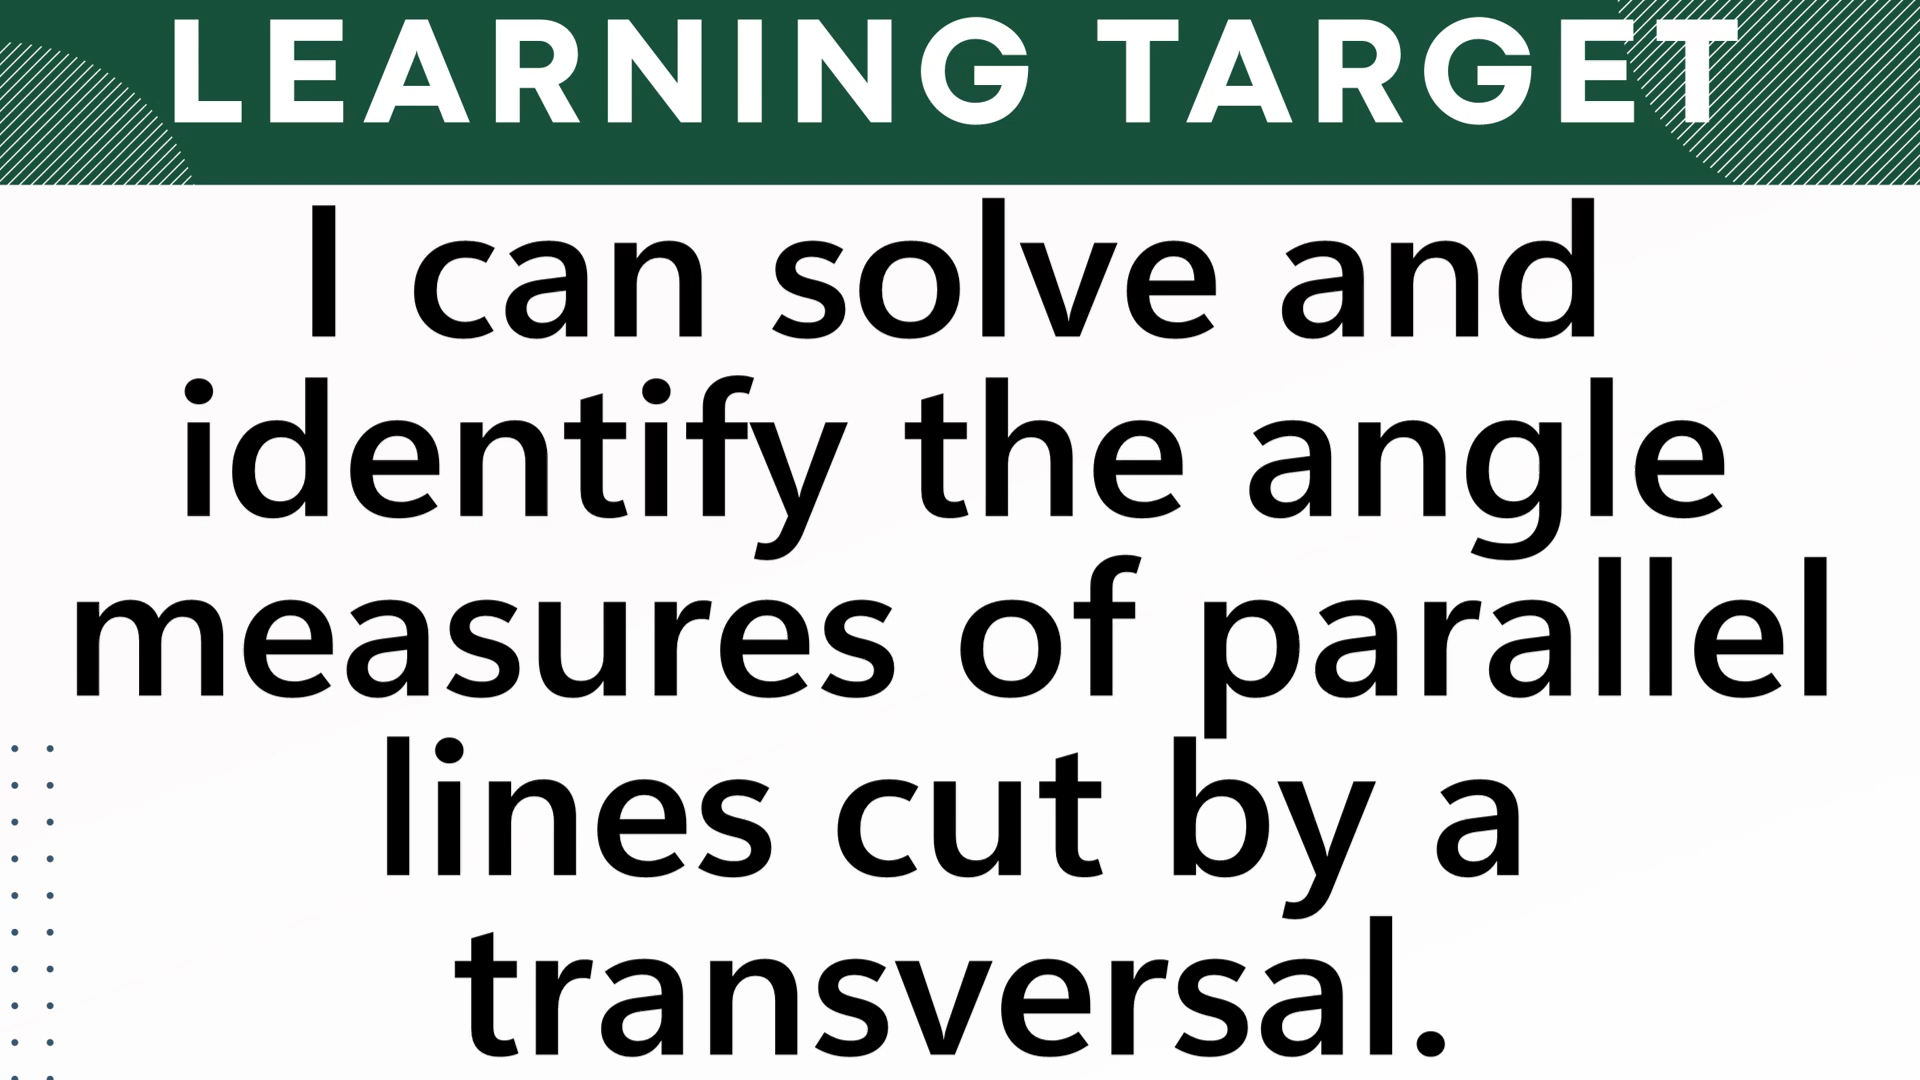 LEARNING TARGET
I can solve and
identify the angle
measures of parallel
lines cut by a
transversal.